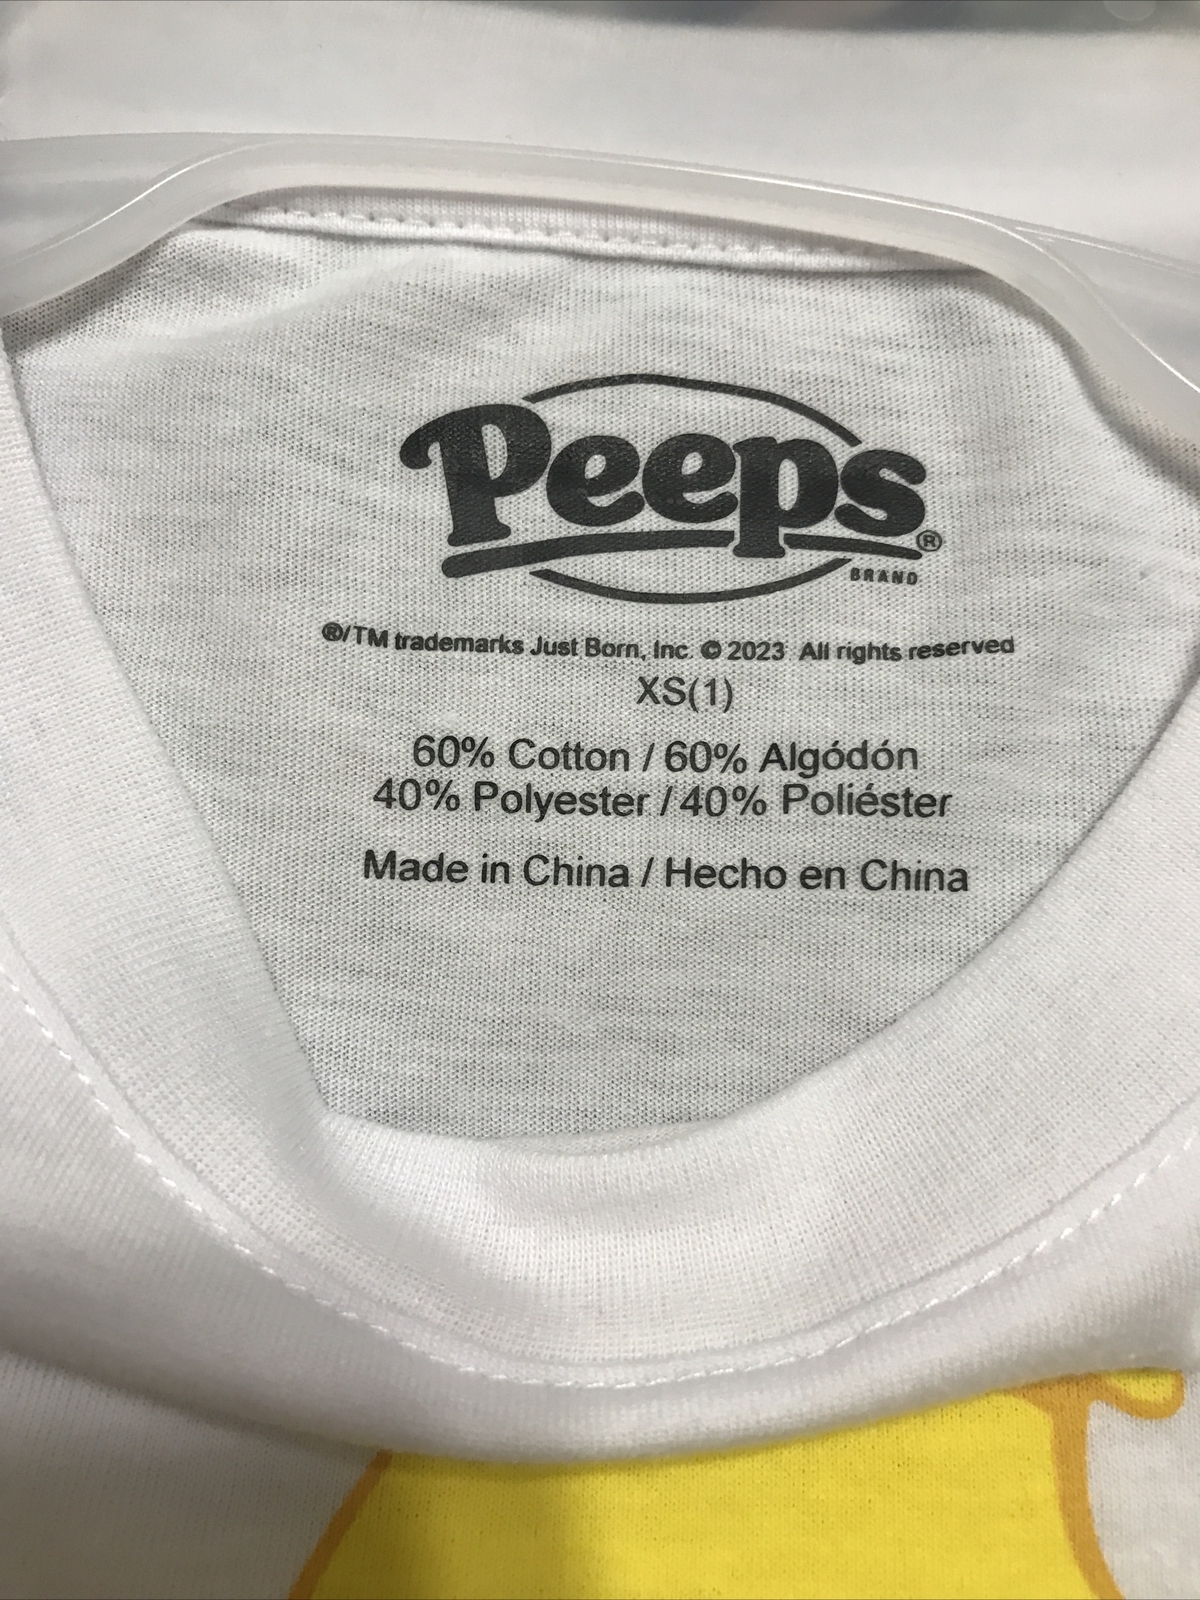 Peeps®
BRAND
®/TM trademarks Just Born, Inc. © 2023 All rights reserved
XS(1)
60% Cotton / 60% Algódón
40% Polyester / 40% Poliéster
Made in China / Hecho en China